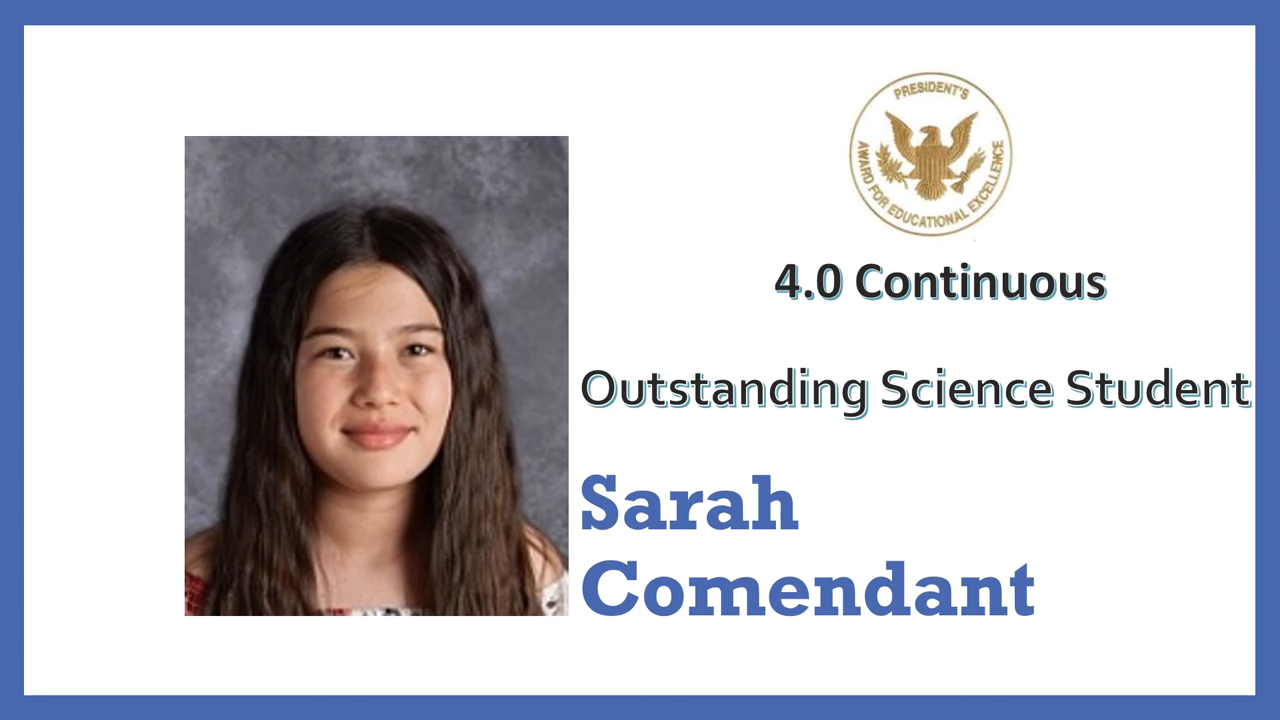 PRESIDENT'S
AWARD FOR EDUCATIONAL EXCELLENCE
4.0 Continuous
Outstanding Science Student
Sarah
Comendant